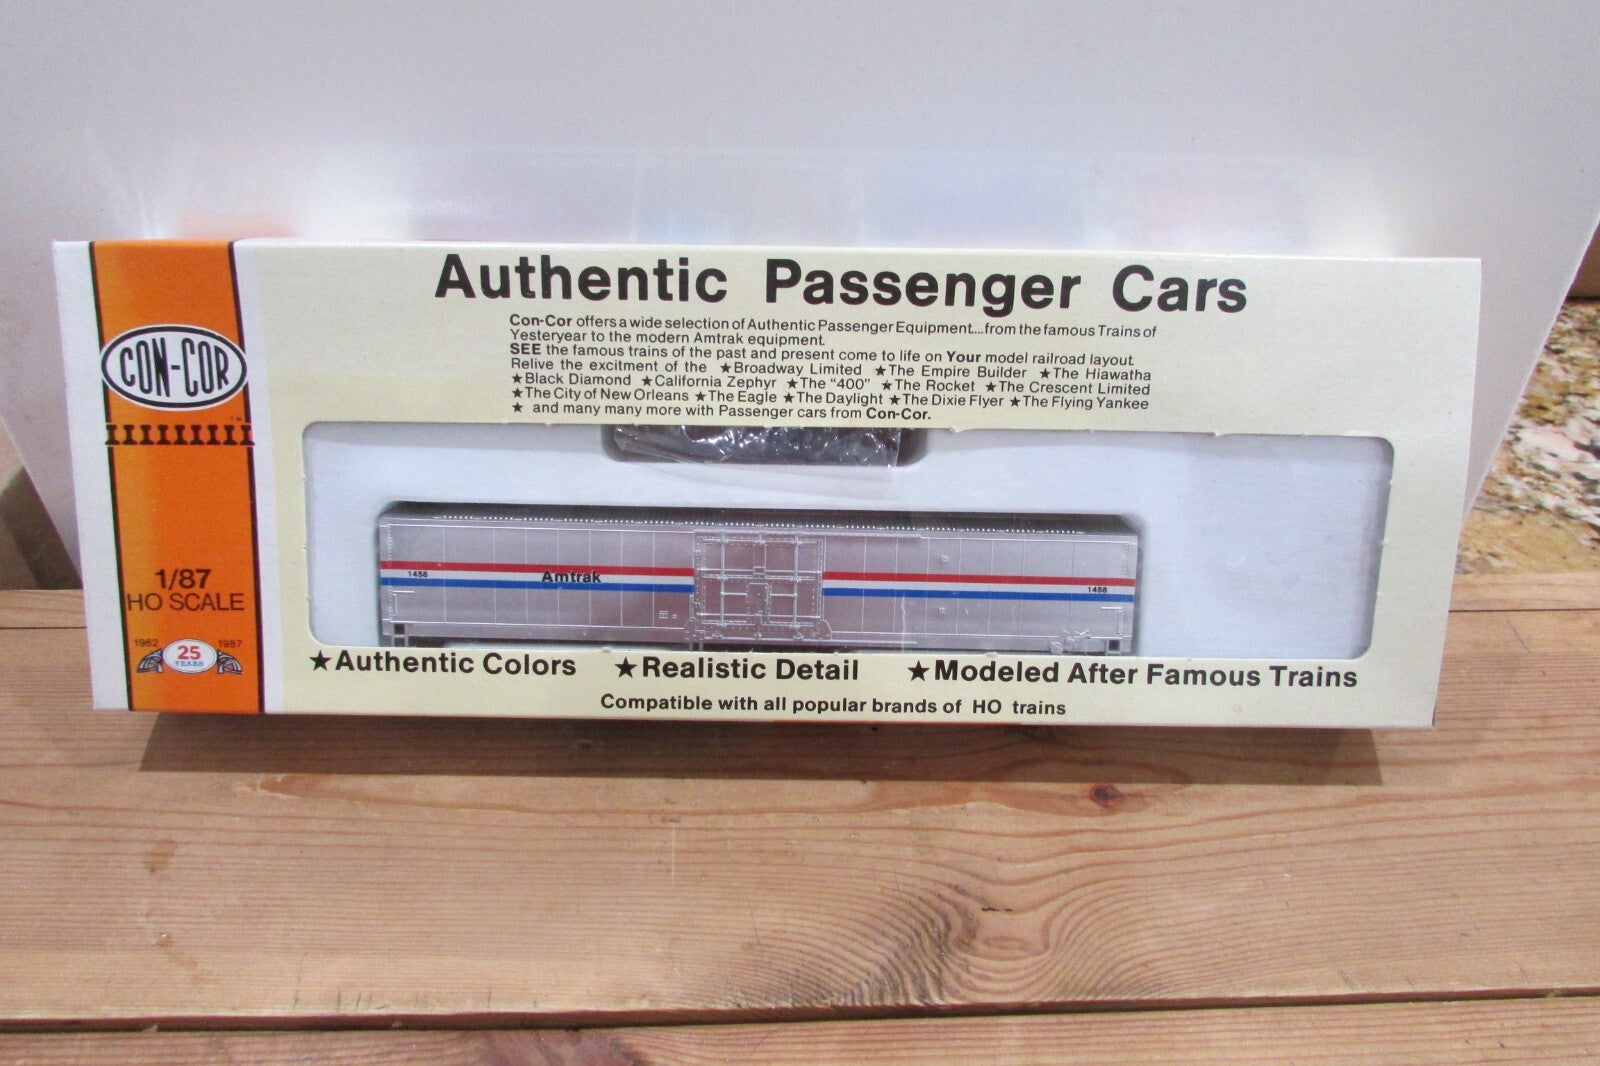 Authentic Passenger Cars
Con-Cor offers a wide selection of Authentic Passenger Equipment....from the famous Trains of
Yesteryear to the modern Amtrak equipment.
SEE the famous trains of the past and present come to life on Your model railroad layout.
Relive the excitment of the ★Broadway Limited ★The Empire Builder ★The Hiawatha
★Black Diamond ★California Zephyr ★The "400" ★The Rocket ★The Crescent Limited
★The City of New Orleans ★The Eagle ★The Daylight ★The Dixie Flyer ★The Flying Yankee
★ and many many more with Passenger cars from Con-Cor.
CON-COR
TM
1/87
HO SCALE
1962 25 YEARS 1987
1458 Amtrak 1458
★Authentic Colors ★Realistic Detail ★Modeled After Famous Trains
Compatible with all popular brands of HO trains